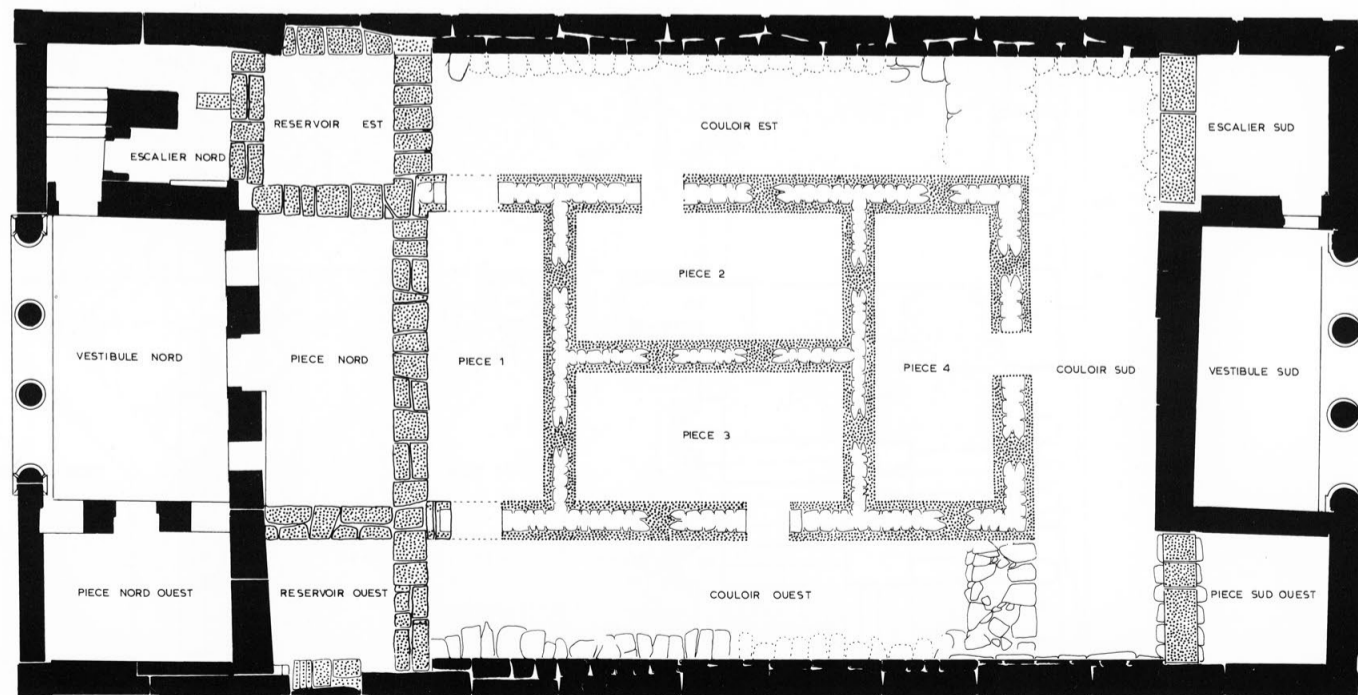 RESERVOIR EST
COULOIR EST
ESCALIER SUD
ESCALIER NORD
PIECE 2
VESTIBULE NORD
PIECE NORD
PIECE 1
PIECE 4
COULOIR SUD
VESTIBULE SUD
PIECE 3
PIECE NORD OUEST
RESERVOIR OUEST
COULOIR OUEST
PIECE SUD OUEST